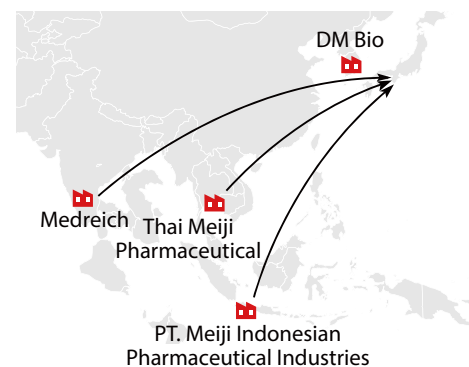 DM Bio
Medreich
Thai Meiji
Pharmaceutical
PT. Meiji Indonesian
Pharmaceutical Industries